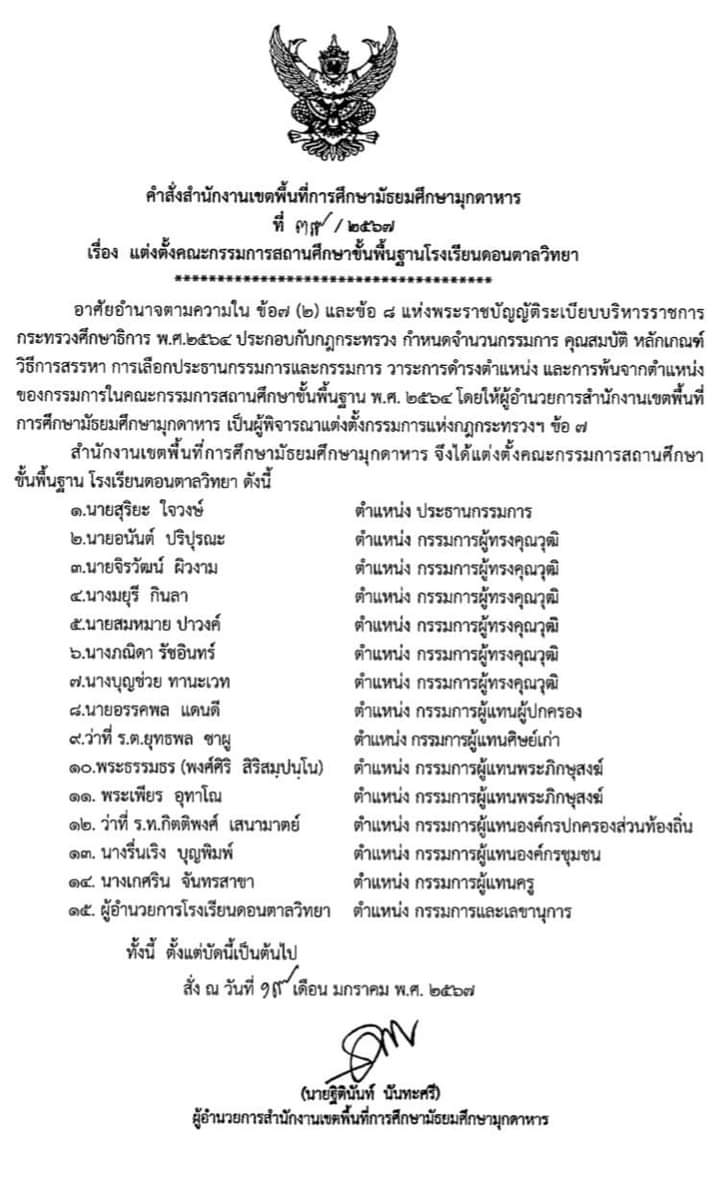 คำสั่งสำนักงานเขตพื้นที่การศึกษามัธยมศึกษามุกดาหาร
ที่ ๓๙ / ๒๕๖๗
เรื่อง แต่งตั้งคณะกรรมการสถานศึกษาขั้นพื้นฐานโรงเรียนดอนตาลวิทยา
*************************************
อาศัยอำนาจตามความใน ข้อ๗ (๒) และข้อ ๘ แห่งพระราชบัญญัติระเบียบบริหารราชการ
กระทรวงศึกษาธิการ พ.ศ.๒๕๖๔ ประกอบกับกฎกระทรวง กำหนดจำนวนกรรมการ คุณสมบัติ หลักเกณฑ์
วิธีการสรรหา การเลือกประธานกรรมการและกรรมการ วาระการดำรงตำแหน่ง และการพ้นจากตำแหน่ง
ของกรรมการในคณะกรรมการสถานศึกษาขั้นพื้นฐาน พ.ศ. ๒๕๖๔ โดยให้ผู้อำนวยการสำนักงานเขตพื้นที่
การศึกษามัธยมศึกษามุกดาหาร เป็นผู้พิจารณาแต่งตั้งกรรมการแห่งกฎกระทรวงฯ ข้อ ๗
สำนักงานเขตพื้นที่การศึกษามัธยมศึกษามุกดาหาร จึงได้แต่งตั้งคณะกรรมการสถานศึกษา
ขั้นพื้นฐาน โรงเรียนดอนตาลวิทยา ดังนี้
๑.นายสุริยะ ใจวงษ์ ตำแหน่ง ประธานกรรมการ
๒.นายอนันต์ ปริปุรณะ ตำแหน่ง กรรมการผู้ทรงคุณวุฒิ
๓.นายจิรวัฒน์ ผิวงาม ตำแหน่ง กรรมการผู้ทรงคุณวุฒิ
๔.นางมยุรี กินลา ตำแหน่ง กรรมการผู้ทรงคุณวุฒิ
๕.นายสมหมาย ปาวงค์ ตำแหน่ง กรรมการผู้ทรงคุณวุฒิ
๖.นางภณิดา รัชอินทร์ ตำแหน่ง กรรมการผู้ทรงคุณวุฒิ
๗.นางบุญช่วย ทานะเวท ตำแหน่ง กรรมการผู้ทรงคุณวุฒิ
๘.นายอรรคพล แดนดี ตำแหน่ง กรรมการผู้แทนผู้ปกครอง
๙.ว่าที่ ร.ต.ยุทธพล ชาผู ตำแหน่ง กรรมการผู้แทนศิษย์เก่า
๑๐.พระธรรมธร (พงศ์ศิริ สิริสมฺปนฺโน) ตำแหน่ง กรรมการผู้แทนพระภิกษุสงฆ์
๑๑. พระเพียร อุทาโณ ตำแหน่ง กรรมการผู้แทนพระภิกษุสงฆ์
๑๒. ว่าที่ ร.ท.กิตติพงศ์ เสนามาตย์ ตำแหน่ง กรรมการผู้แทนองค์กรปกครองส่วนท้องถิ่น
๑๓. นางรื่นเริง บุญพิมพ์ ตำแหน่ง กรรมการผู้แทนองค์กรชุมชน
๑๔. นางเกศริน จันทรสาขา ตำแหน่ง กรรมการผู้แทนครู
๑๕. ผู้อำนวยการโรงเรียนดอนตาลวิทยา ตำแหน่ง กรรมการและเลขานุการ
ทั้งนี้ ตั้งแต่บัดนี้เป็นต้นไป
สั่ง ณ วันที่ ๑๙ เดือน มกราคม พ.ศ. ๒๕๖๗
(นายฐิตินันท์ นันทะศรี)
ผู้อำนวยการสำนักงานเขตพื้นที่การศึกษามัธยมศึกษามุกดาหาร